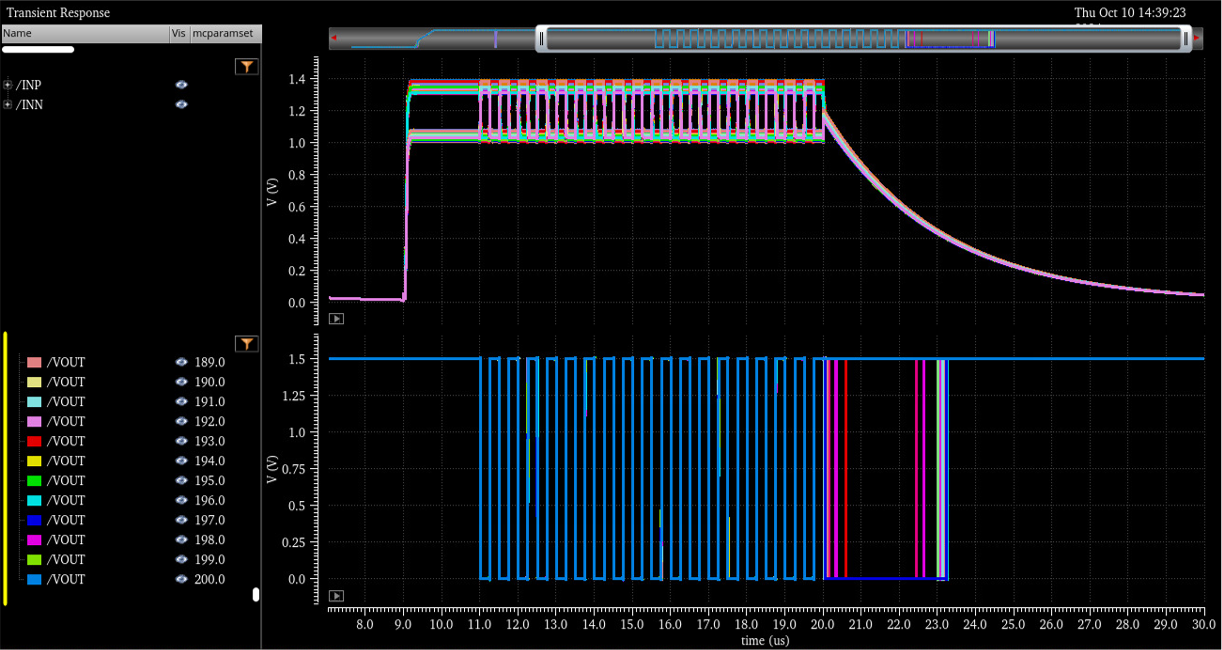 Transient Response
Thu Oct 10 14:39:23
Name Vis mcparamset
/INP
/INN
1.4
1.2
1.0
0.8
0.6
0.4
0.2
0.0
V (V)
/VOUT 189.0
/VOUT 190.0
/VOUT 191.0
/VOUT 192.0
/VOUT 193.0
/VOUT 194.0
/VOUT 195.0
/VOUT 196.0
/VOUT 197.0
/VOUT 198.0
/VOUT 199.0
/VOUT 200.0
1.5
1.25
1.0
0.75
0.5
0.25
0.0
V (V)
8.0 9.0 10.0 11.0 12.0 13.0 14.0 15.0 16.0 17.0 18.0 19.0 20.0 21.0 22.0 23.0 24.0 25.0 26.0 27.0 28.0 29.0 30.0
time (us)